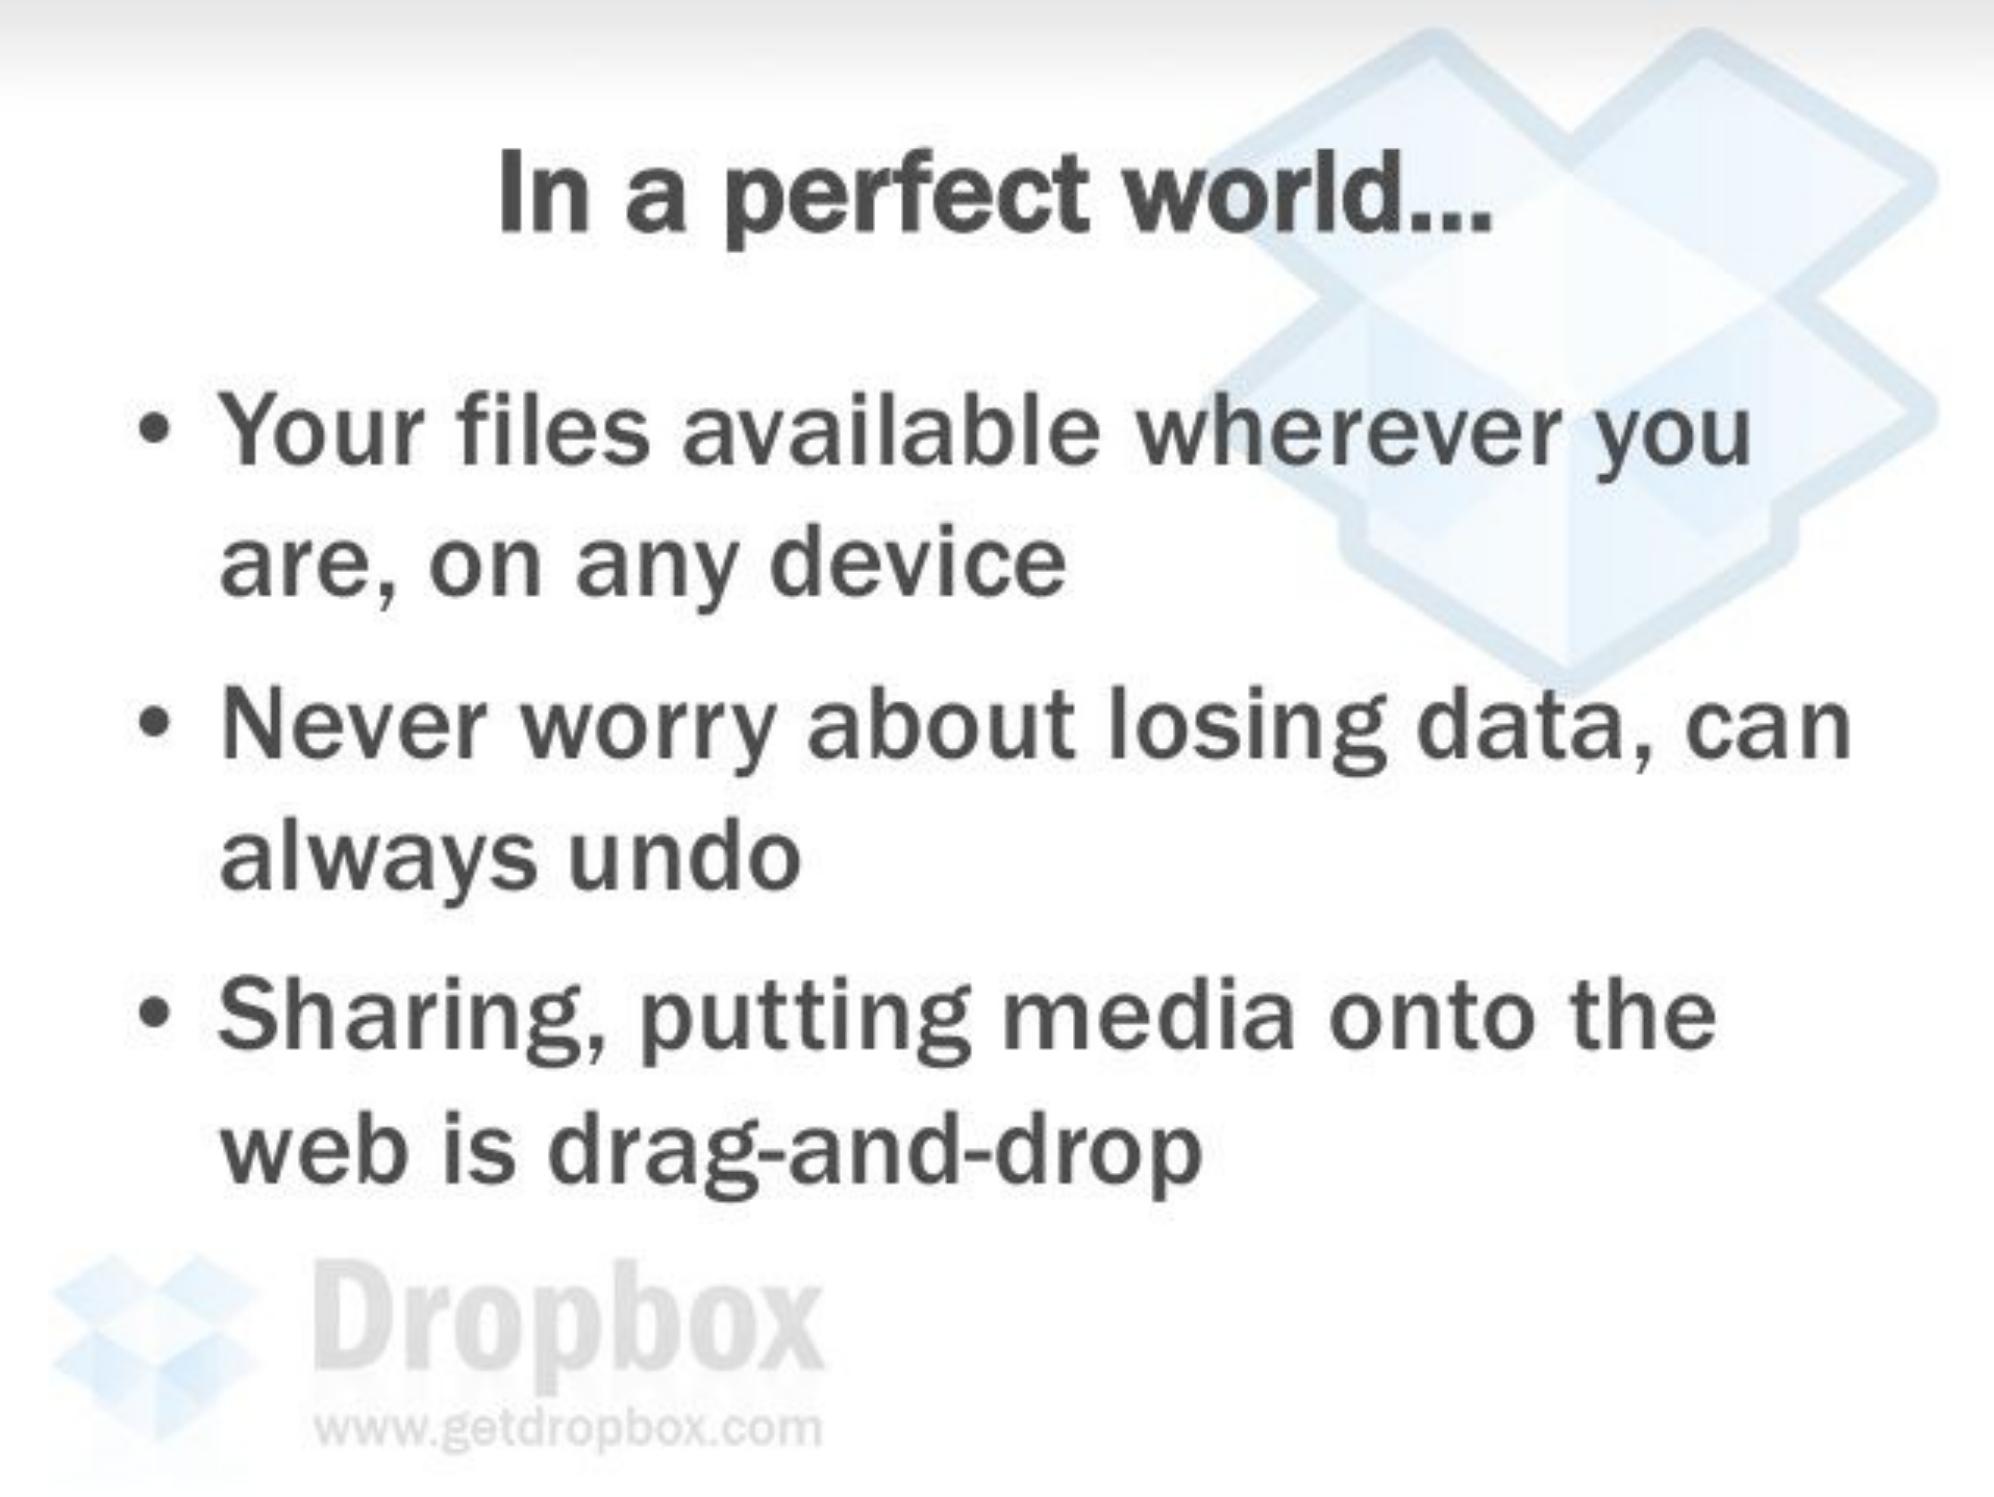 In a perfect world...
• Your files available wherever you
are, on any device
• Never worry about losing data, can
always undo
• Sharing, putting media onto the
web is drag-and-drop
Dropbox
www.getdropbox.com